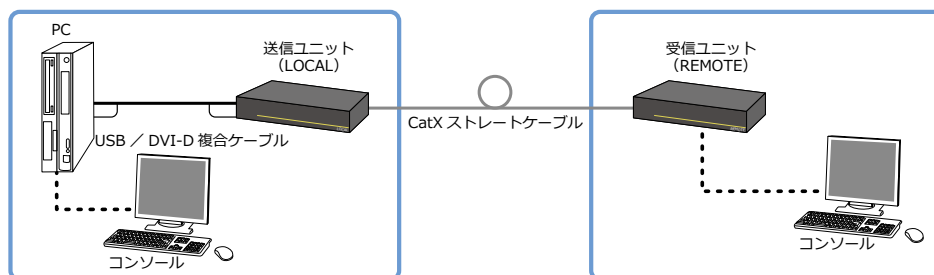 PC
送信ユニット
（LOCAL）
受信ユニット
（REMOTE）
CatX ストレートケーブル
USB ／ DVI-D 複合ケーブル
コンソール
コンソール